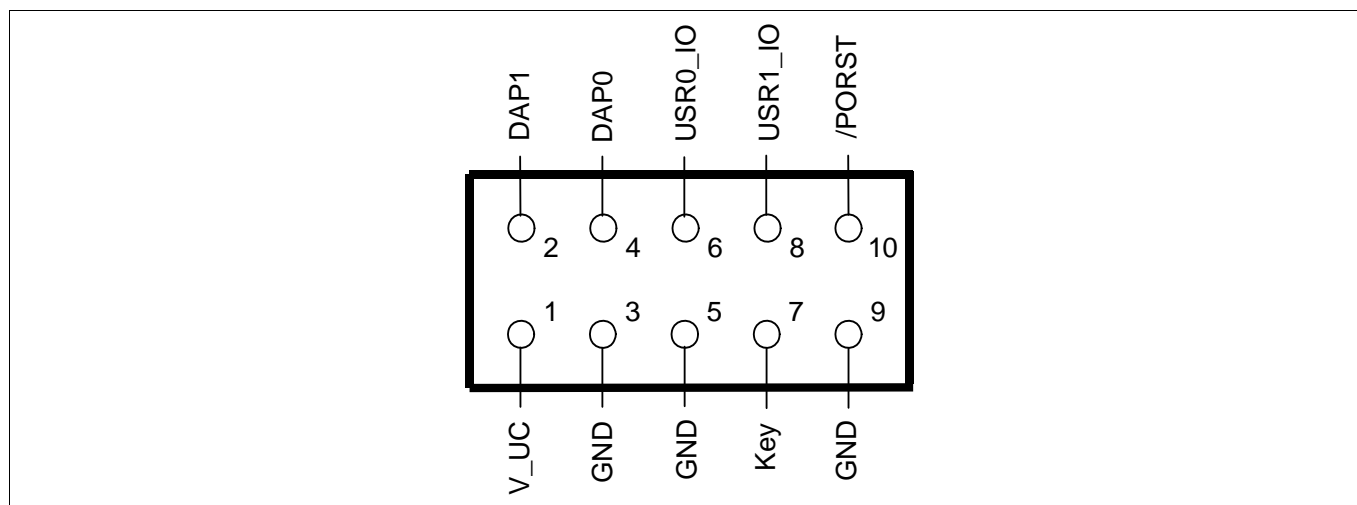 DAP1
DAP0
USR0_IO
USR1_IO
/PORST
2
4
6
8
10
1
3
5
7
9
V_UC
GND
GND
Key
GND